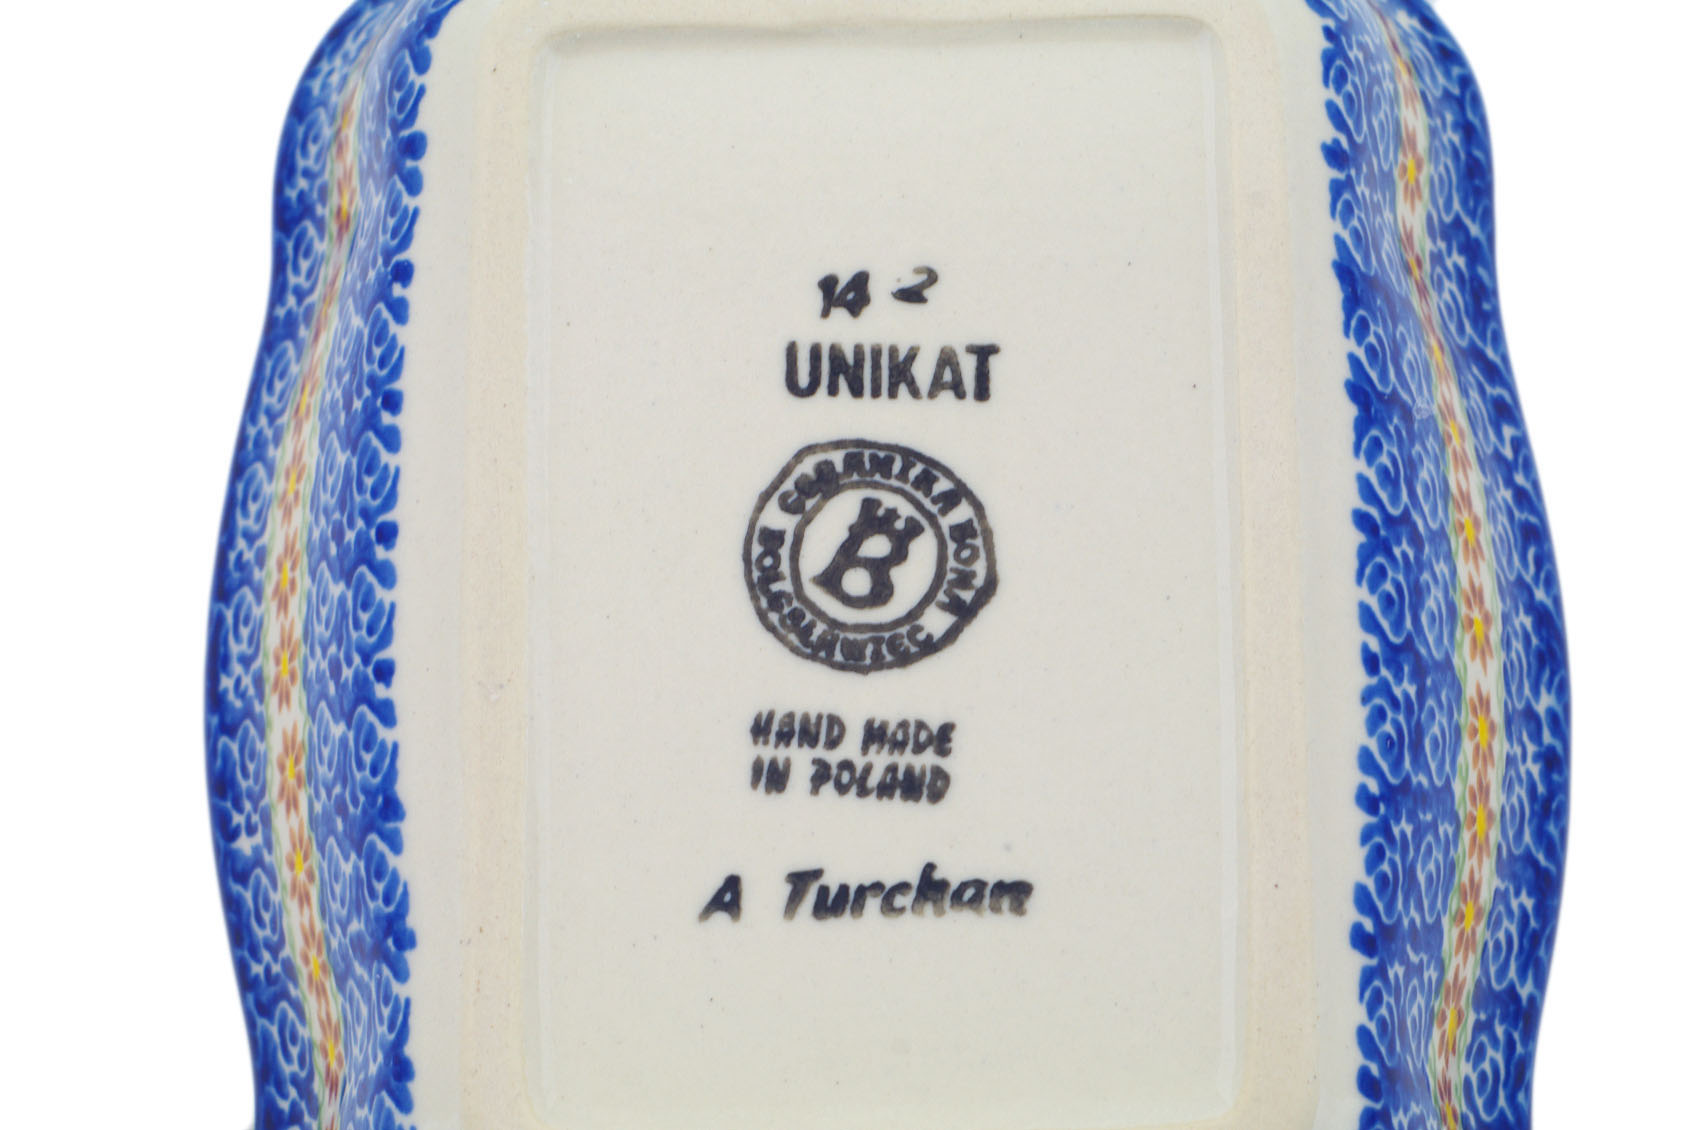 14 2
UNIKAT
CERAMIKA BONA
BOLESŁAWIEC
B
HAND MADE
IN POLAND
A Turchan